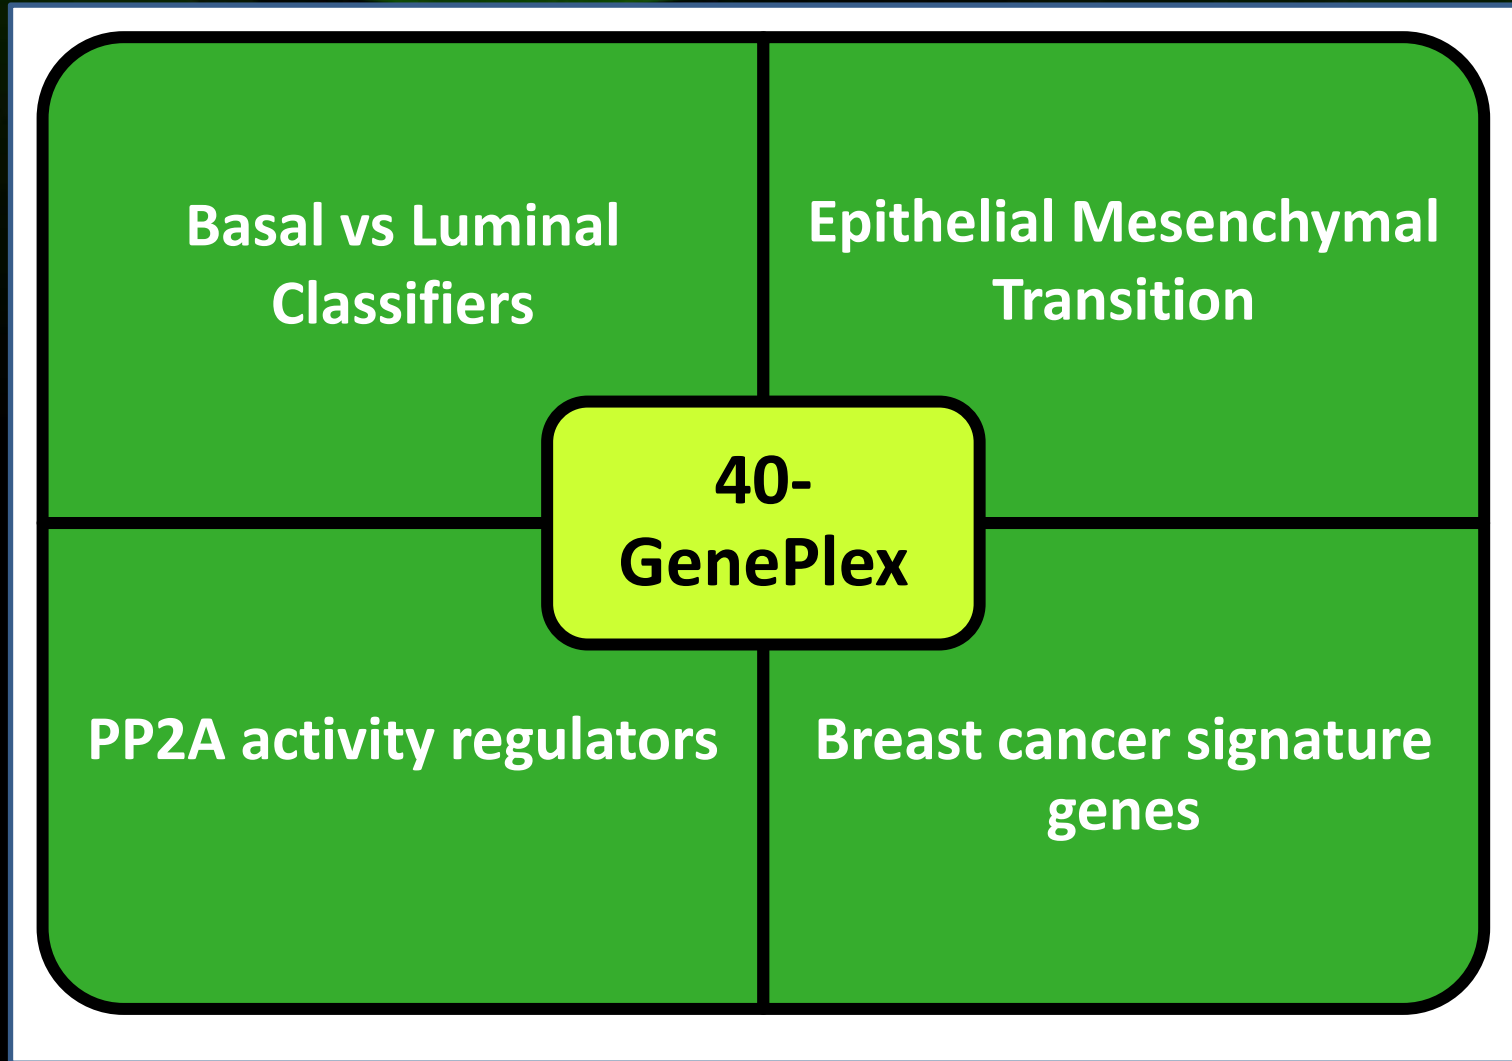 Basal vs Luminal
Classifiers
Epithelial Mesenchymal
Transition
40-
GenePlex
PP2A activity regulators
Breast cancer signature
genes